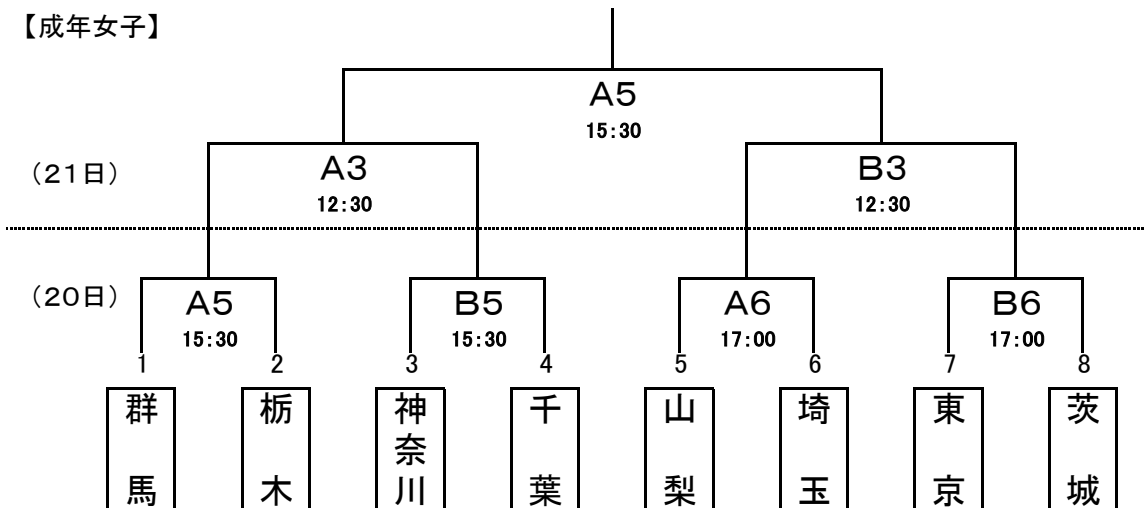 【成年女子】
A5
15:30
(21日)
A3
12:30
B3
12:30
(20日)
A5
15:30
B5
15:30
A6
17:00
B6
17:00
1
2
3
4
5
6
7
8
群馬
栃木
神奈川
千葉
山梨
埼玉
東京
茨城